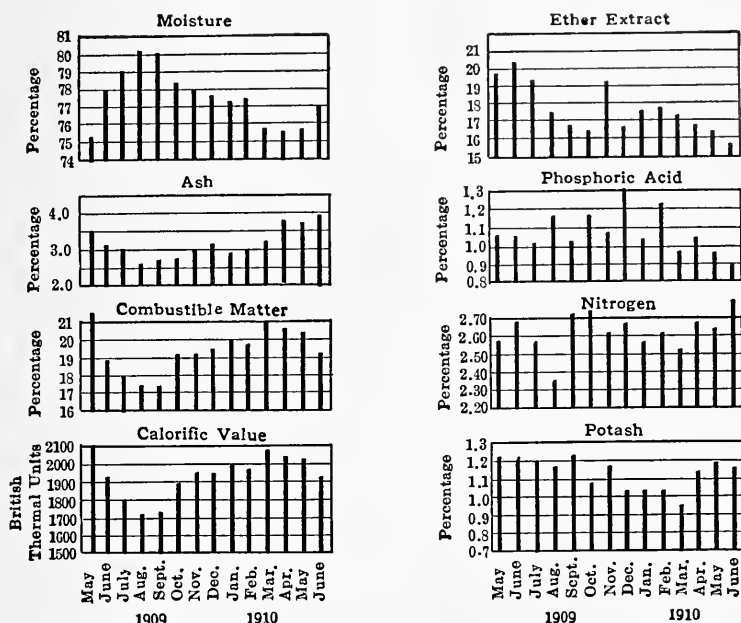 Moisture
Percentage
81
80
79
78
77
76
75
74
Ash
Percentage
4.0
3.0
2.0
Combustible Matter
Percentage
21
20
19
18
17
16
Calorific Value
British
Thermal Units
2100
2000
1900
1800
1700
1600
1500
May
June
July
Aug.
Sept.
Oct.
Nov.
Dec.
Jan.
Feb.
Mar.
Apr.
May
June
1909 1910
Ether Extract
Percentage
21
20
19
18
17
16
15
Phosphoric Acid
Percentage
1.3
1.2
1.1
1.0
0.9
0.8
Nitrogen
Percentage
2.70
2.60
2.50
2.40
2.30
2.20
Potash
Percentage
1.3
1.2
1.1
1.0
0.9
0.8
0.7
May
June
July
Aug.
Sept.
Oct.
Nov.
Dec.
Jan.
Feb.
Mar.
Apr.
May
June
1909 1910